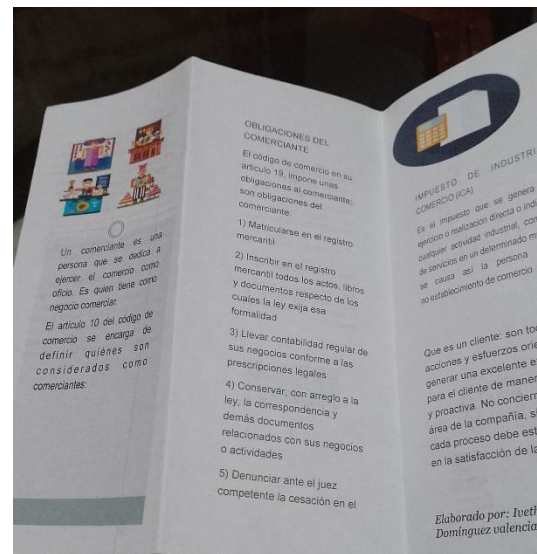 Un comerciante es una
persona que se dedica a
ejercer el comercio como
oficio. Es quien tiene como
negocio comerciar.
El articulo 10 del código de
comercio se encarga de
definir quiénes son
considerados como
comerciantes:
OBLIGACIONES DEL
COMERCIANTE
El código de comercio en su
articulo 19, impone unas
obligaciones al comerciante;
son obligaciones del
comerciante:
1) Matricularse en el registro
mercantil
2) Inscribir en el registro
mercantil todos los actos, libros
y documentos respecto de los
cuales la ley exija esa
formalidad
3) Llevar contabilidad regular de
sus negocios conforme a las
prescripciones legales
4) Conservar, con arreglo a la
ley, la correspondencia y
demás documentos
relacionados con sus negocios
o actividades
5) Denunciar ante el juez
competente la cesación en el
IMPUESTO DE INDUSTRI
COMERCIO (ICA)
Es el impuesto que se genera
ejercicio o realización directa o indi
cualquier actividad industrial, com
de servicios en un determinado m
se causa así la persona
no establecimiento de comercio
Que es un cliente: son to
acciones y esfuerzos orie
generar una excelente e
para el cliente de maner
y proactiva. No concier
área de la compañía, s
cada proceso debe est
en la satisfacción de la
Elaborado por: Iveth
Domínguez valencia